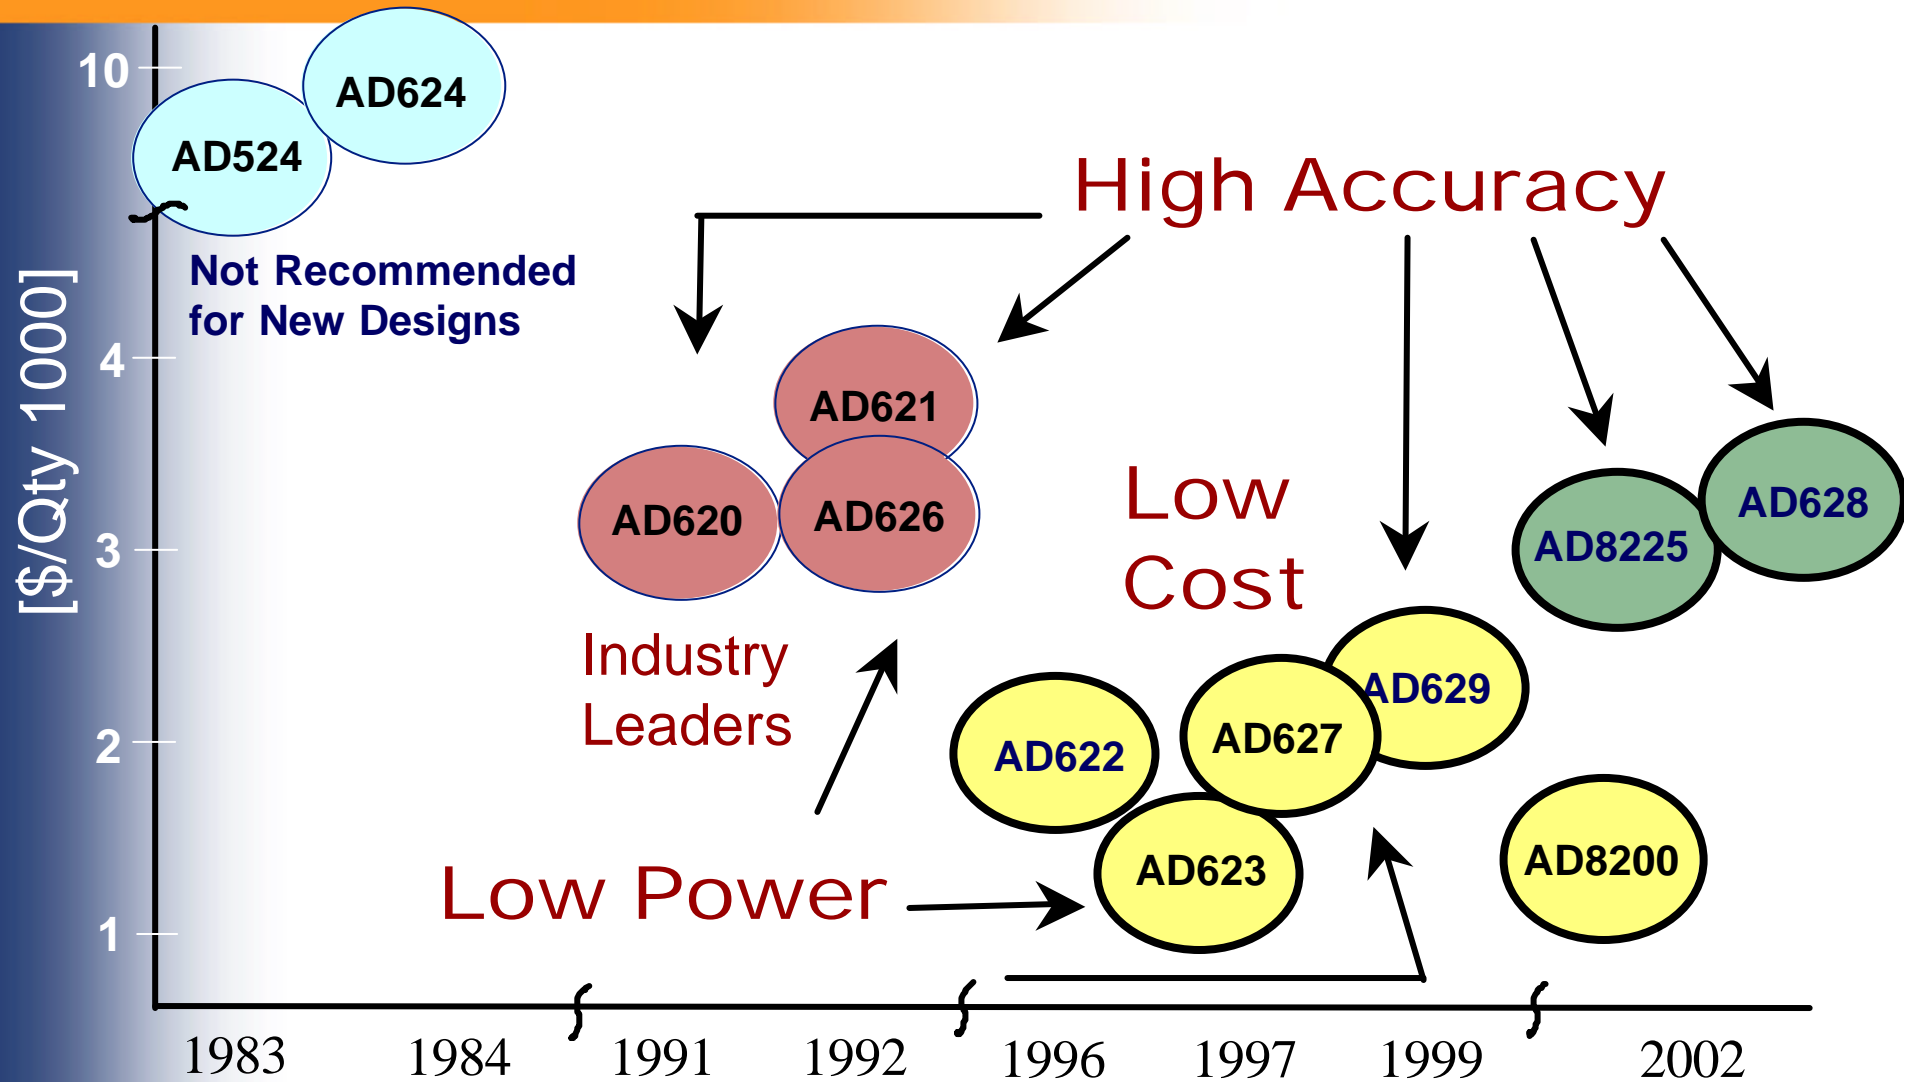 10
AD624
AD524
High Accuracy
Not Recommended
for New Designs
[$/Qty 1000]
4
AD621
Low
Cost
AD620
AD626
AD628
AD8225
3
Industry
Leaders
AD629
AD627
AD622
2
AD8200
AD623
Low Power
1
1983 1984 1991 1992 1996 1997 1999 2002